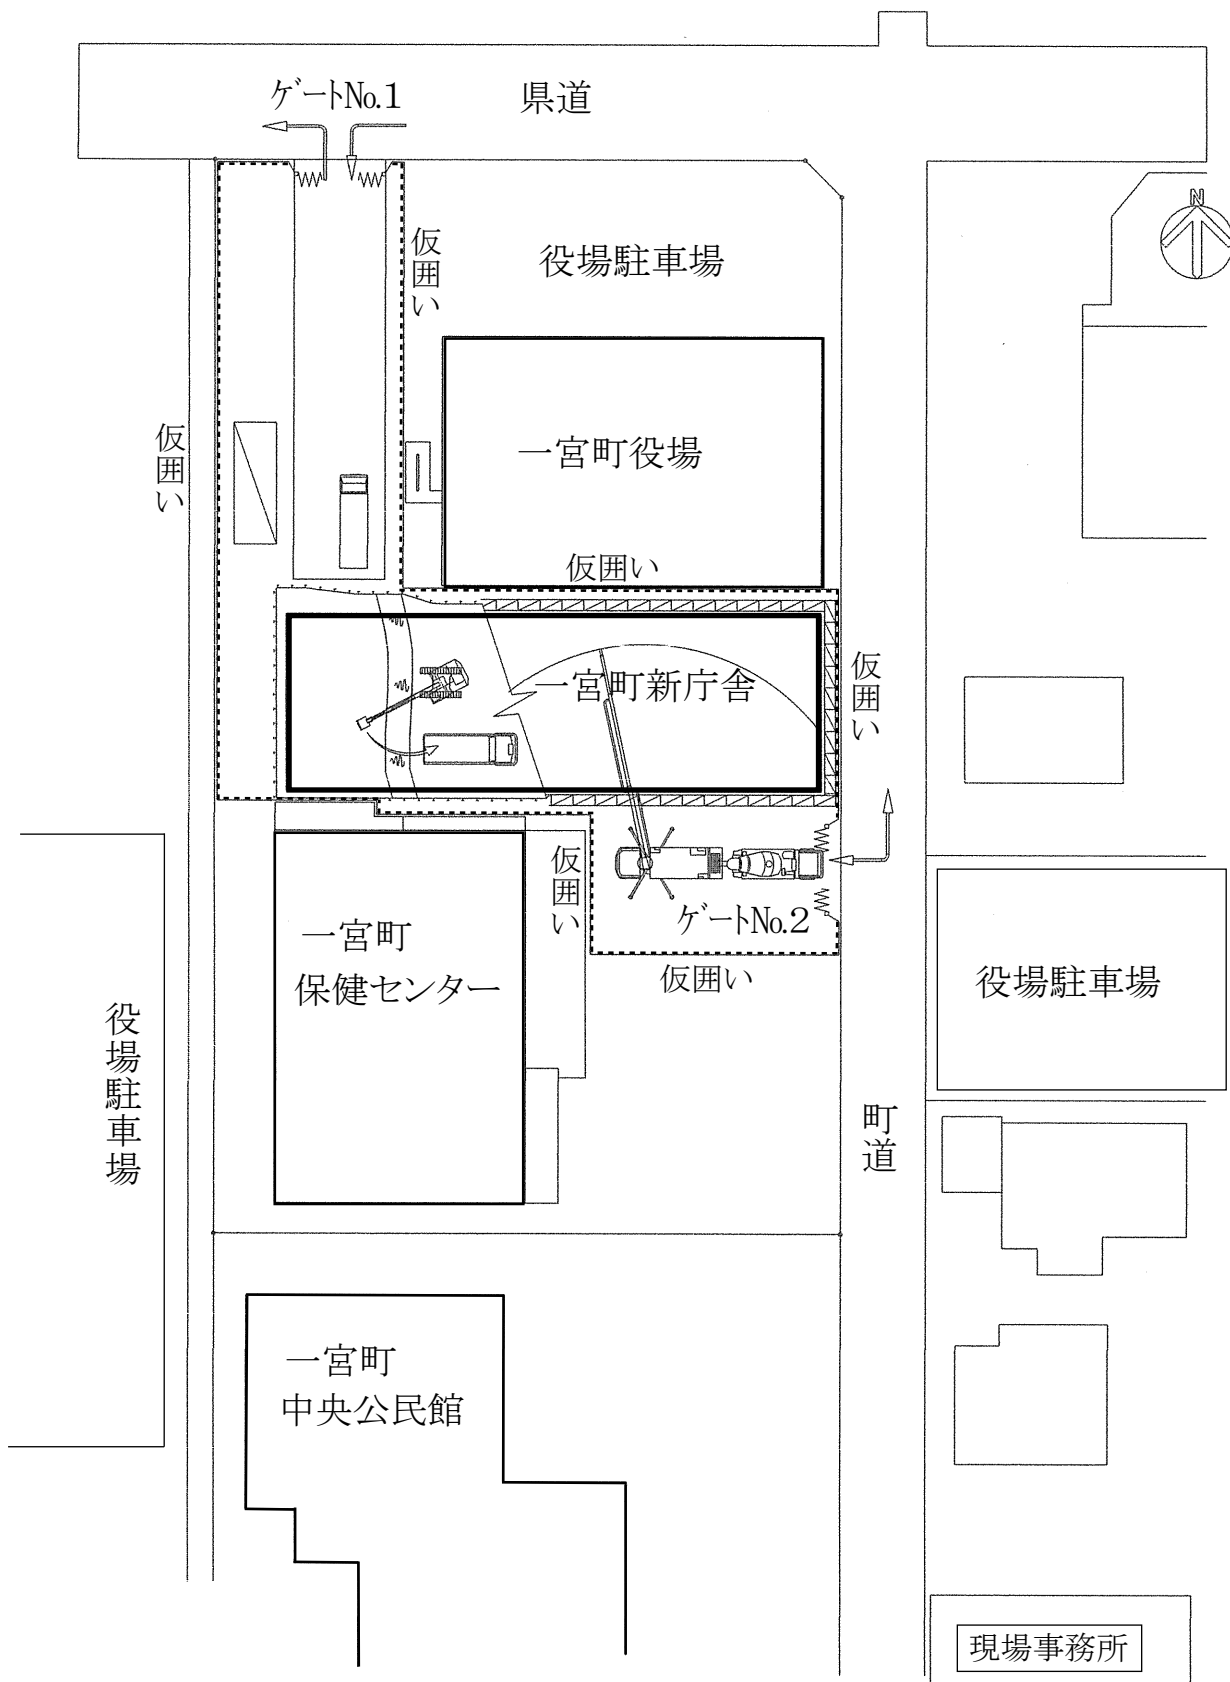 ゲートNo.1
県道
N
仮囲い
役場駐車場
仮囲い
一宮町役場
仮囲い
一宮町新庁舎
仮囲い
仮囲い
ゲートNo.2
一宮町
保健センター
仮囲い
役場駐車場
役場駐車場
町道
一宮町
中央公民館
現場事務所